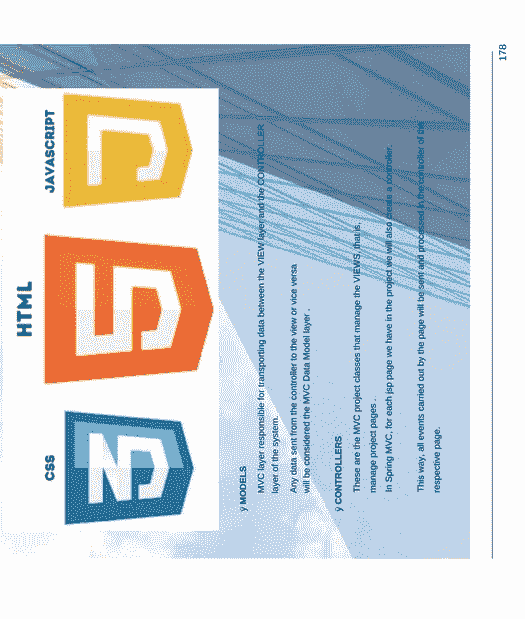 CSS
HTML
JAVASCRIPT
ÿ MODELS
MVC layer responsible for transporting data between the VIEW layer and the CONTROLLER
layer of the system.
Any data sent from the controller to the view or vice versa
will be considered the MVC Data Model layer .
ÿ CONTROLLERS
These are the MVC project classes that manage the VIEWS, that is,
manage project pages .
In Spring MVC, for each jsp page we have in the project we will also create a controller.
This way, all events carried out by the page will be sent and processed in the controller of the
respective page.
178